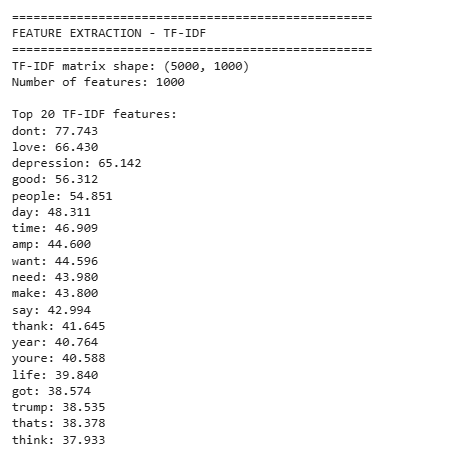 ==================================================
FEATURE EXTRACTION - TF-IDF
==================================================
TF-IDF matrix shape: (5000, 1000)
Number of features: 1000

Top 20 TF-IDF features:
dont: 77.743
love: 66.430
depression: 65.142
good: 56.312
people: 54.851
day: 48.311
time: 46.909
amp: 44.600
want: 44.596
need: 43.980
make: 43.800
say: 42.994
thank: 41.645
year: 40.764
youre: 40.588
life: 39.840
got: 38.574
trump: 38.535
thats: 38.378
think: 37.933